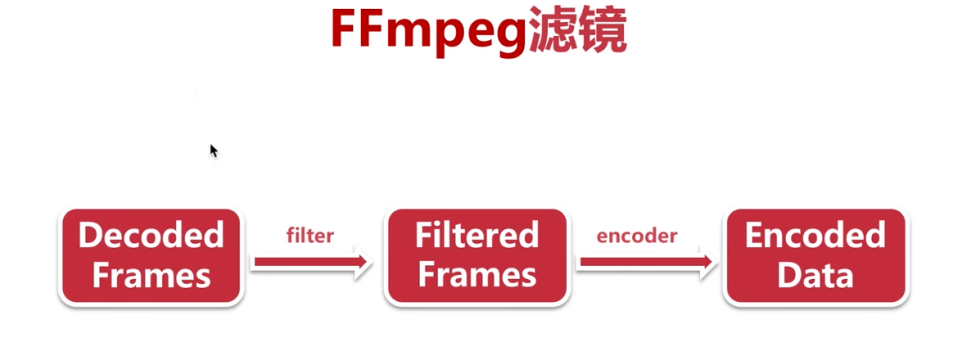 FFmpeg滤镜
Decoded
Frames
filter
Filtered
Frames
encoder
Encoded
Data